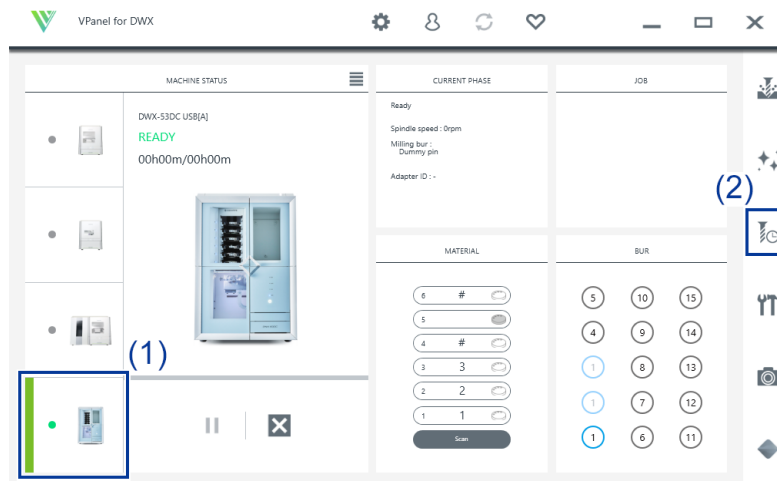 VPanel for DWX
MACHINE STATUS
DWX-53DC USB[A]
READY
00h00m/00h00m
(1)
CURRENT PHASE
Ready
Spindle speed : 0rpm
Milling bur :
Dummy pin
Adapter ID : -
JOB
(2)
MATERIAL
6 #
5
4 #
3 3
2 2
1 1
Scan
BUR
5 10 15
4 9 14
1 8 13
1 7 12
1 6 11